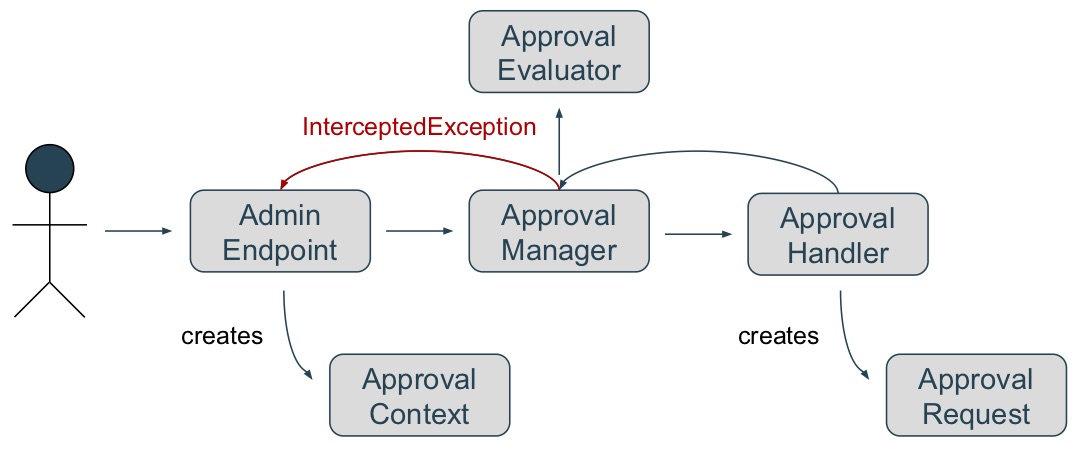 Approval
Evaluator
InterceptedException
Admin
Endpoint
Approval
Manager
Approval
Handler
creates
creates
Approval
Context
Approval
Request